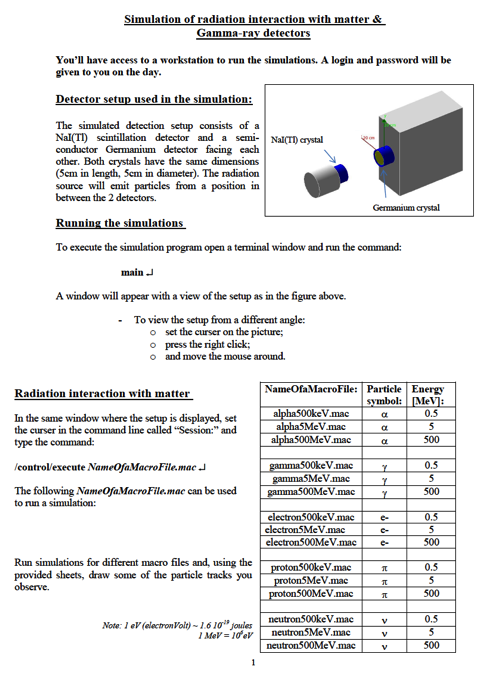 Simulation of radiation interaction with matter &
Gamma-ray detectors
You'll have access to a workstation to run the simulations. A login and password will be
given to you on the day.
Detector setup used in the simulation:
The simulated detection setup consists of a
NaI(Tl) scintillation detector and a semi-
conductor Germanium detector facing each
other. Both crystals have the same dimensions
(5cm in length, 5cm in diameter). The radiation
source will emit particles from a position in
between the 2 detectors.
NaI(Tl) crystal
Germanium crystal
Running the simulations
To execute the simulation program open a terminal window and run the command:
main ↵
A window will appear with a view of the setup as in the figure above.
- To view the setup from a different angle:
o set the curser on the picture;
o press the right click;
o and move the mouse around.
Radiation interaction with matter
In the same window where the setup is displayed, set
the curser in the command line called "Session:" and
type the command:
/control/execute NameOfaMacroFile.mac ↵
The following NameOfaMacroFile.mac can be used
to run a simulation:
Run simulations for different macro files and, using the
provided sheets, draw some of the particle tracks you
observe.
Note: 1 eV (electronVolt) ~ 1.6 10⁻¹⁹ joules
1 MeV = 10⁶ eV
NameOfaMacroFile: Particle symbol: Energy [MeV]:
alpha500keV.mac α 0.5
alpha5MeV.mac α 5
alpha500MeV.mac α 500
gamma500keV.mac γ 0.5
gamma5MeV.mac γ 5
gamma500MeV.mac γ 500
electron500keV.mac e- 0.5
electron5MeV.mac e- 5
electron500MeV.mac e- 500
proton500keV.mac π 0.5
proton5MeV.mac π 5
proton500MeV.mac π 500
neutron500keV.mac ν 0.5
neutron5MeV.mac ν 5
neutron500MeV.mac ν 500
1